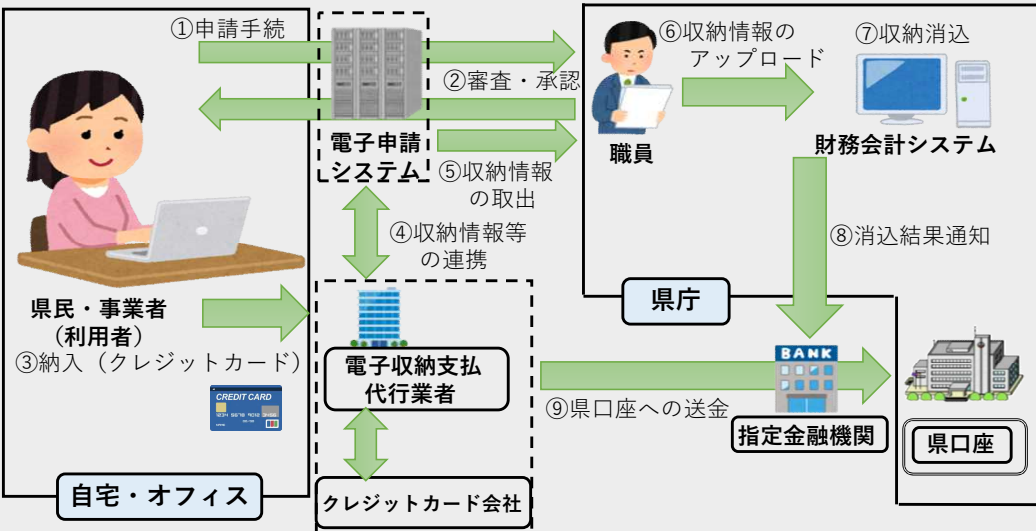 ①申請手続
②審査・承認
電子申請
システム
⑤収納情報
の取出
④収納情報等
の連携
県民・事業者
(利用者)
③納入（クレジットカード）
CREDIT CARD
自宅・オフィス
電子収納支払
代行業者
クレジットカード会社
職員
⑥収納情報の
アップロード
⑦収納消込
財務会計システム
⑧消込結果通知
県庁
BANK
⑨県口座への送金
指定金融機関
県口座